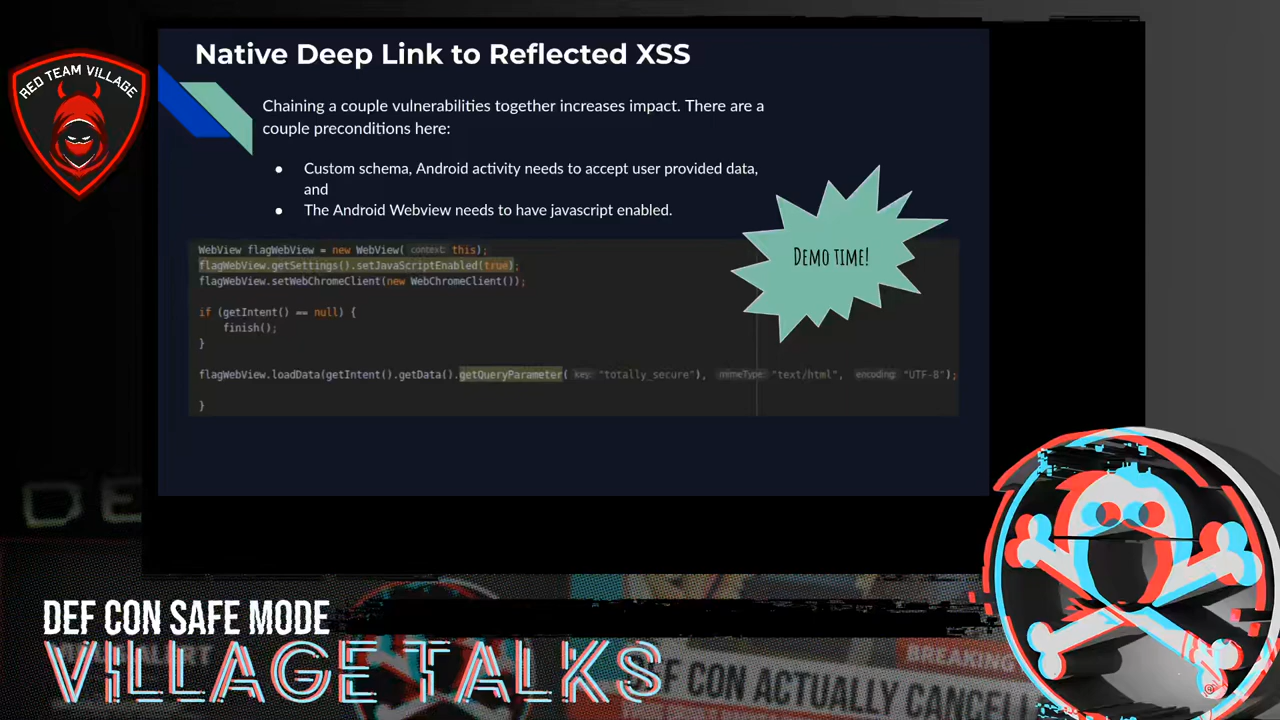 RED TEAM VILLAGE
Native Deep Link to Reflected XSS
Chaining a couple vulnerabilities together increases impact. There are a
couple preconditions here:
● Custom schema, Android activity needs to accept user provided data,
and
● The Android Webview needs to have javascript enabled.
DEMO TIME!
WebView flagWebView = new WebView( context: this);
flagWebView.getSettings().setJavaScriptEnabled(true);
flagWebView.setWebChromeClient(new WebChromeClient());
if (getIntent() == null) {
finish();
}
flagWebView.loadData(getIntent().getData().getQueryParameter( key: "totally_secure"), mimeType: "text/html", encoding: "UTF-8");
}
DE
DEF CON SAFE MODE
VILLAGE TALKS
BREAKING
DEF CON ACTUALLY CANCELL